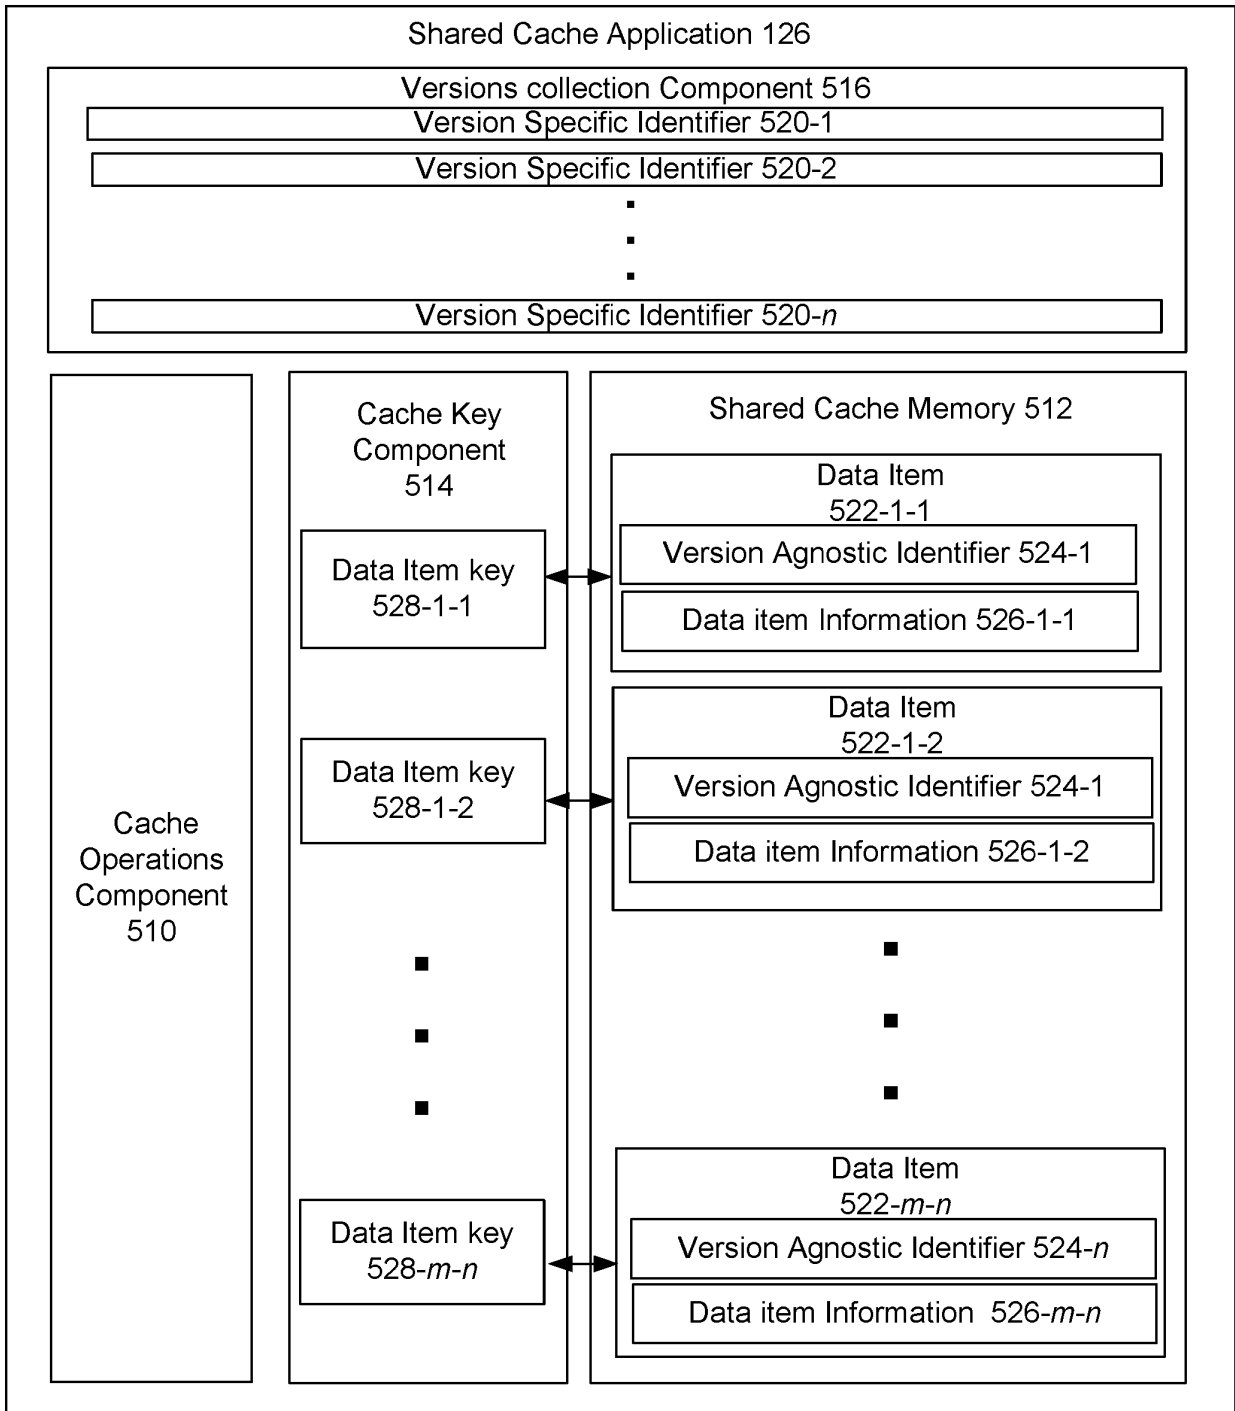 Shared Cache Application 126
Versions collection Component 516
Version Specific Identifier 520-1
Version Specific Identifier 520-2
Version Specific Identifier 520-n
Cache
Operations
Component
510
Cache Key
Component
514
Data Item key
528-1-1
Data Item key
528-1-2
Data Item key
528-m-n
Shared Cache Memory 512
Data Item
522-1-1
Version Agnostic Identifier 524-1
Data item Information 526-1-1
Data Item
522-1-2
Version Agnostic Identifier 524-1
Data item Information 526-1-2
Data Item
522-m-n
Version Agnostic Identifier 524-n
Data item Information 526-m-n